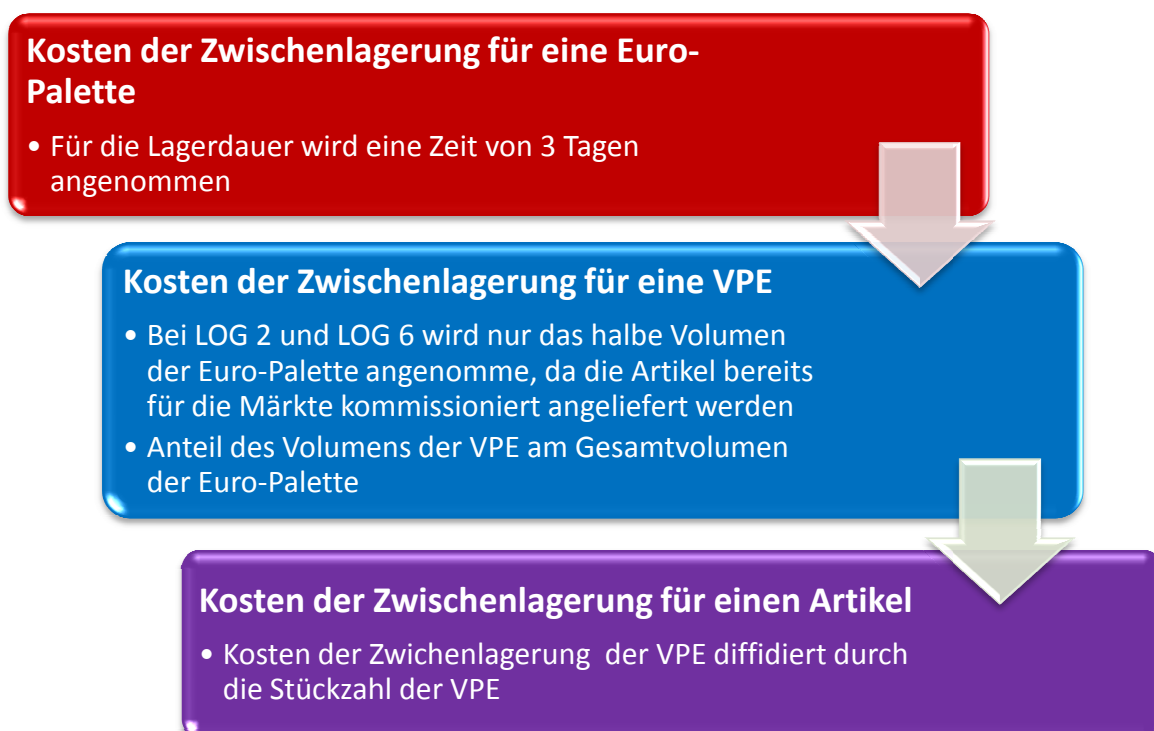 Kosten der Zwischenlagerung für eine Euro-
Palette
• Für die Lagerdauer wird eine Zeit von 3 Tagen
angenommen
Kosten der Zwischenlagerung für eine VPE
• Bei LOG 2 und LOG 6 wird nur das halbe Volumen
der Euro-Palette angenomme, da die Artikel bereits
für die Märkte kommissioniert angeliefert werden
• Anteil des Volumens der VPE am Gesamtvolumen
der Euro-Palette
Kosten der Zwischenlagerung für einen Artikel
• Kosten der Zwichenlagerung der VPE diffidiert durch
die Stückzahl der VPE